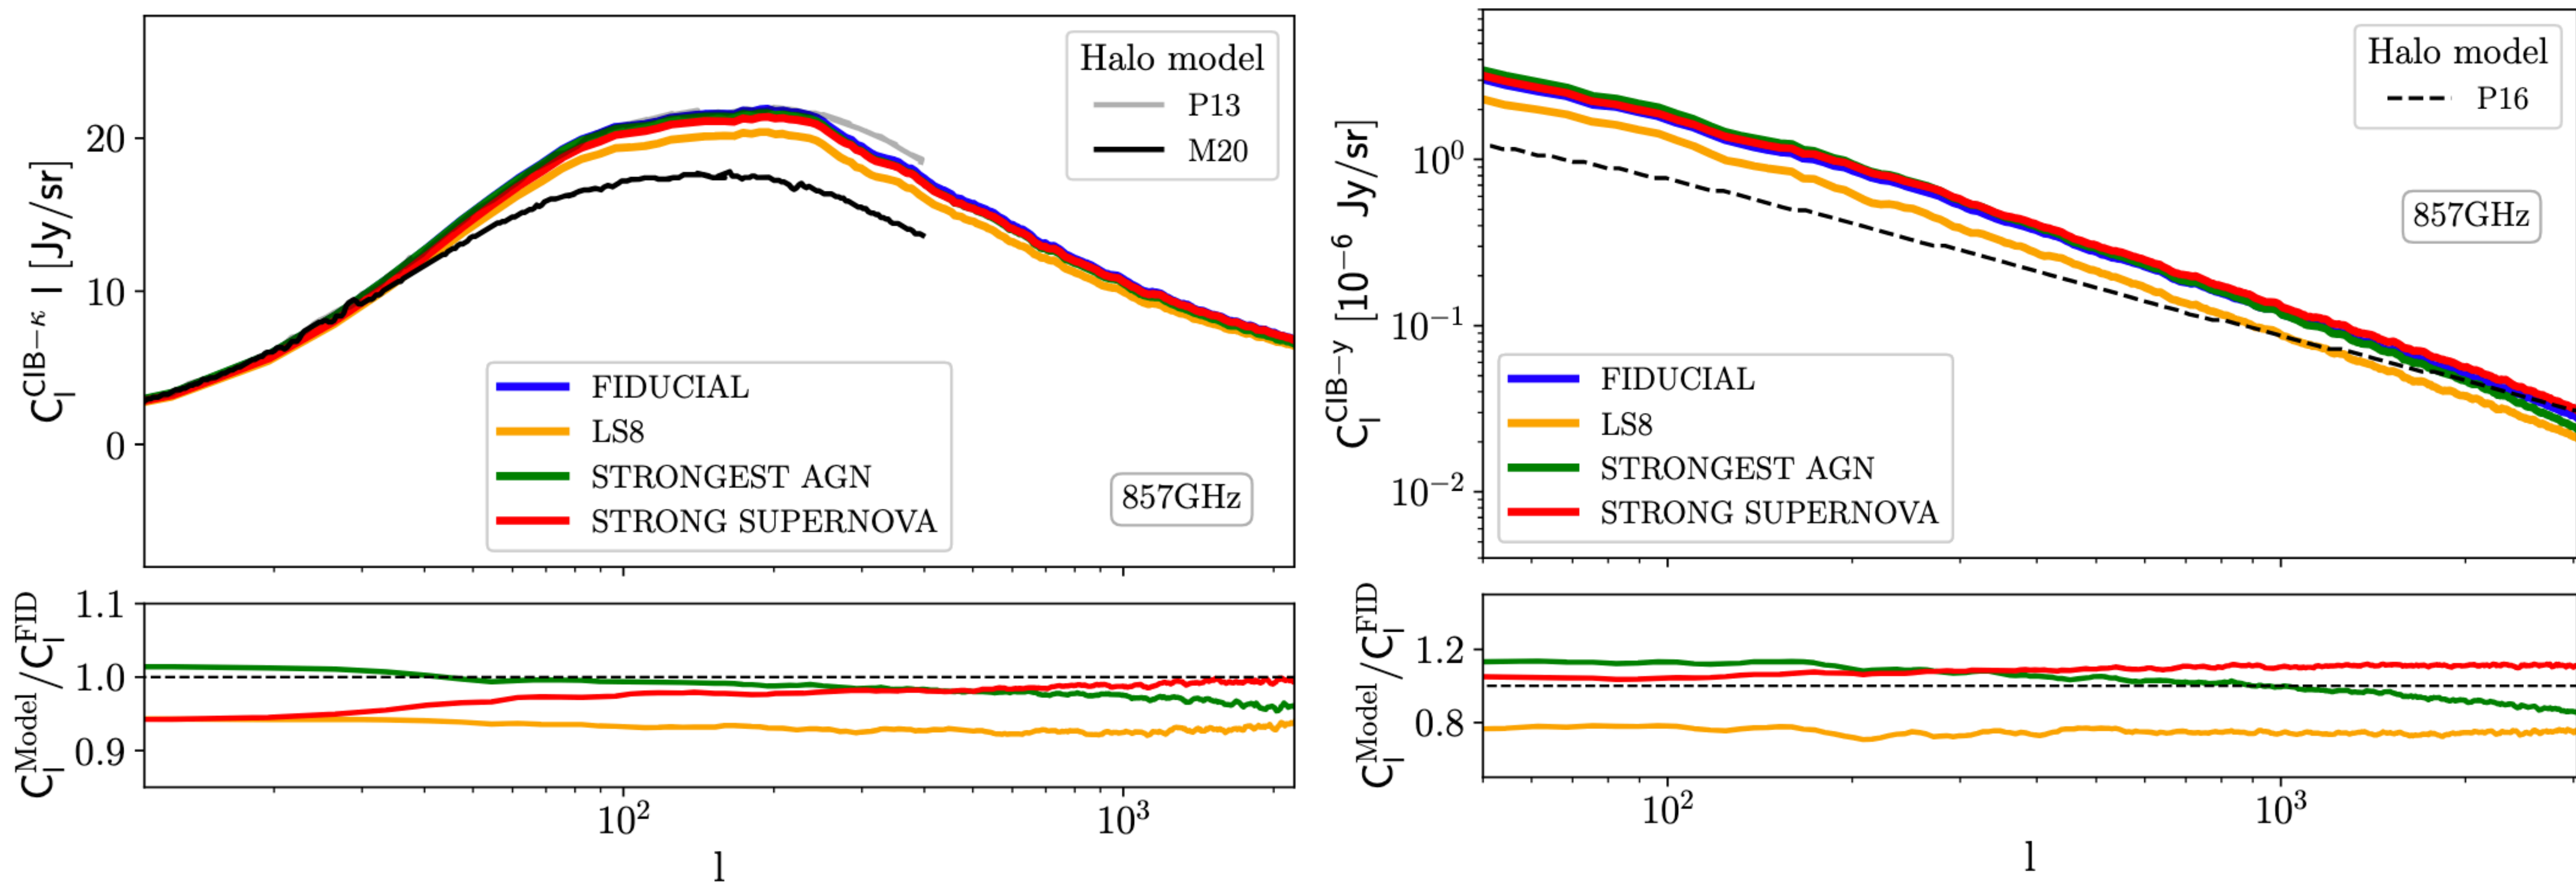 C_l^{CIB−κ} l [Jy/sr]
20
10
0
Halo model
P13
M20
FIDUCIAL
LS8
STRONGEST AGN
STRONG SUPERNOVA
857GHz
C_l^{Model}/C_l^{FID}
1.1
1.0
0.9
10^2
10^3
l
C_l^{CIB−y} [10^{−6} Jy/sr]
10^0
10^{−1}
10^{−2}
Halo model
P16
857GHz
FIDUCIAL
LS8
STRONGEST AGN
STRONG SUPERNOVA
C_l^{Model}/C_l^{FID}
1.2
0.8
10^2
10^3
l